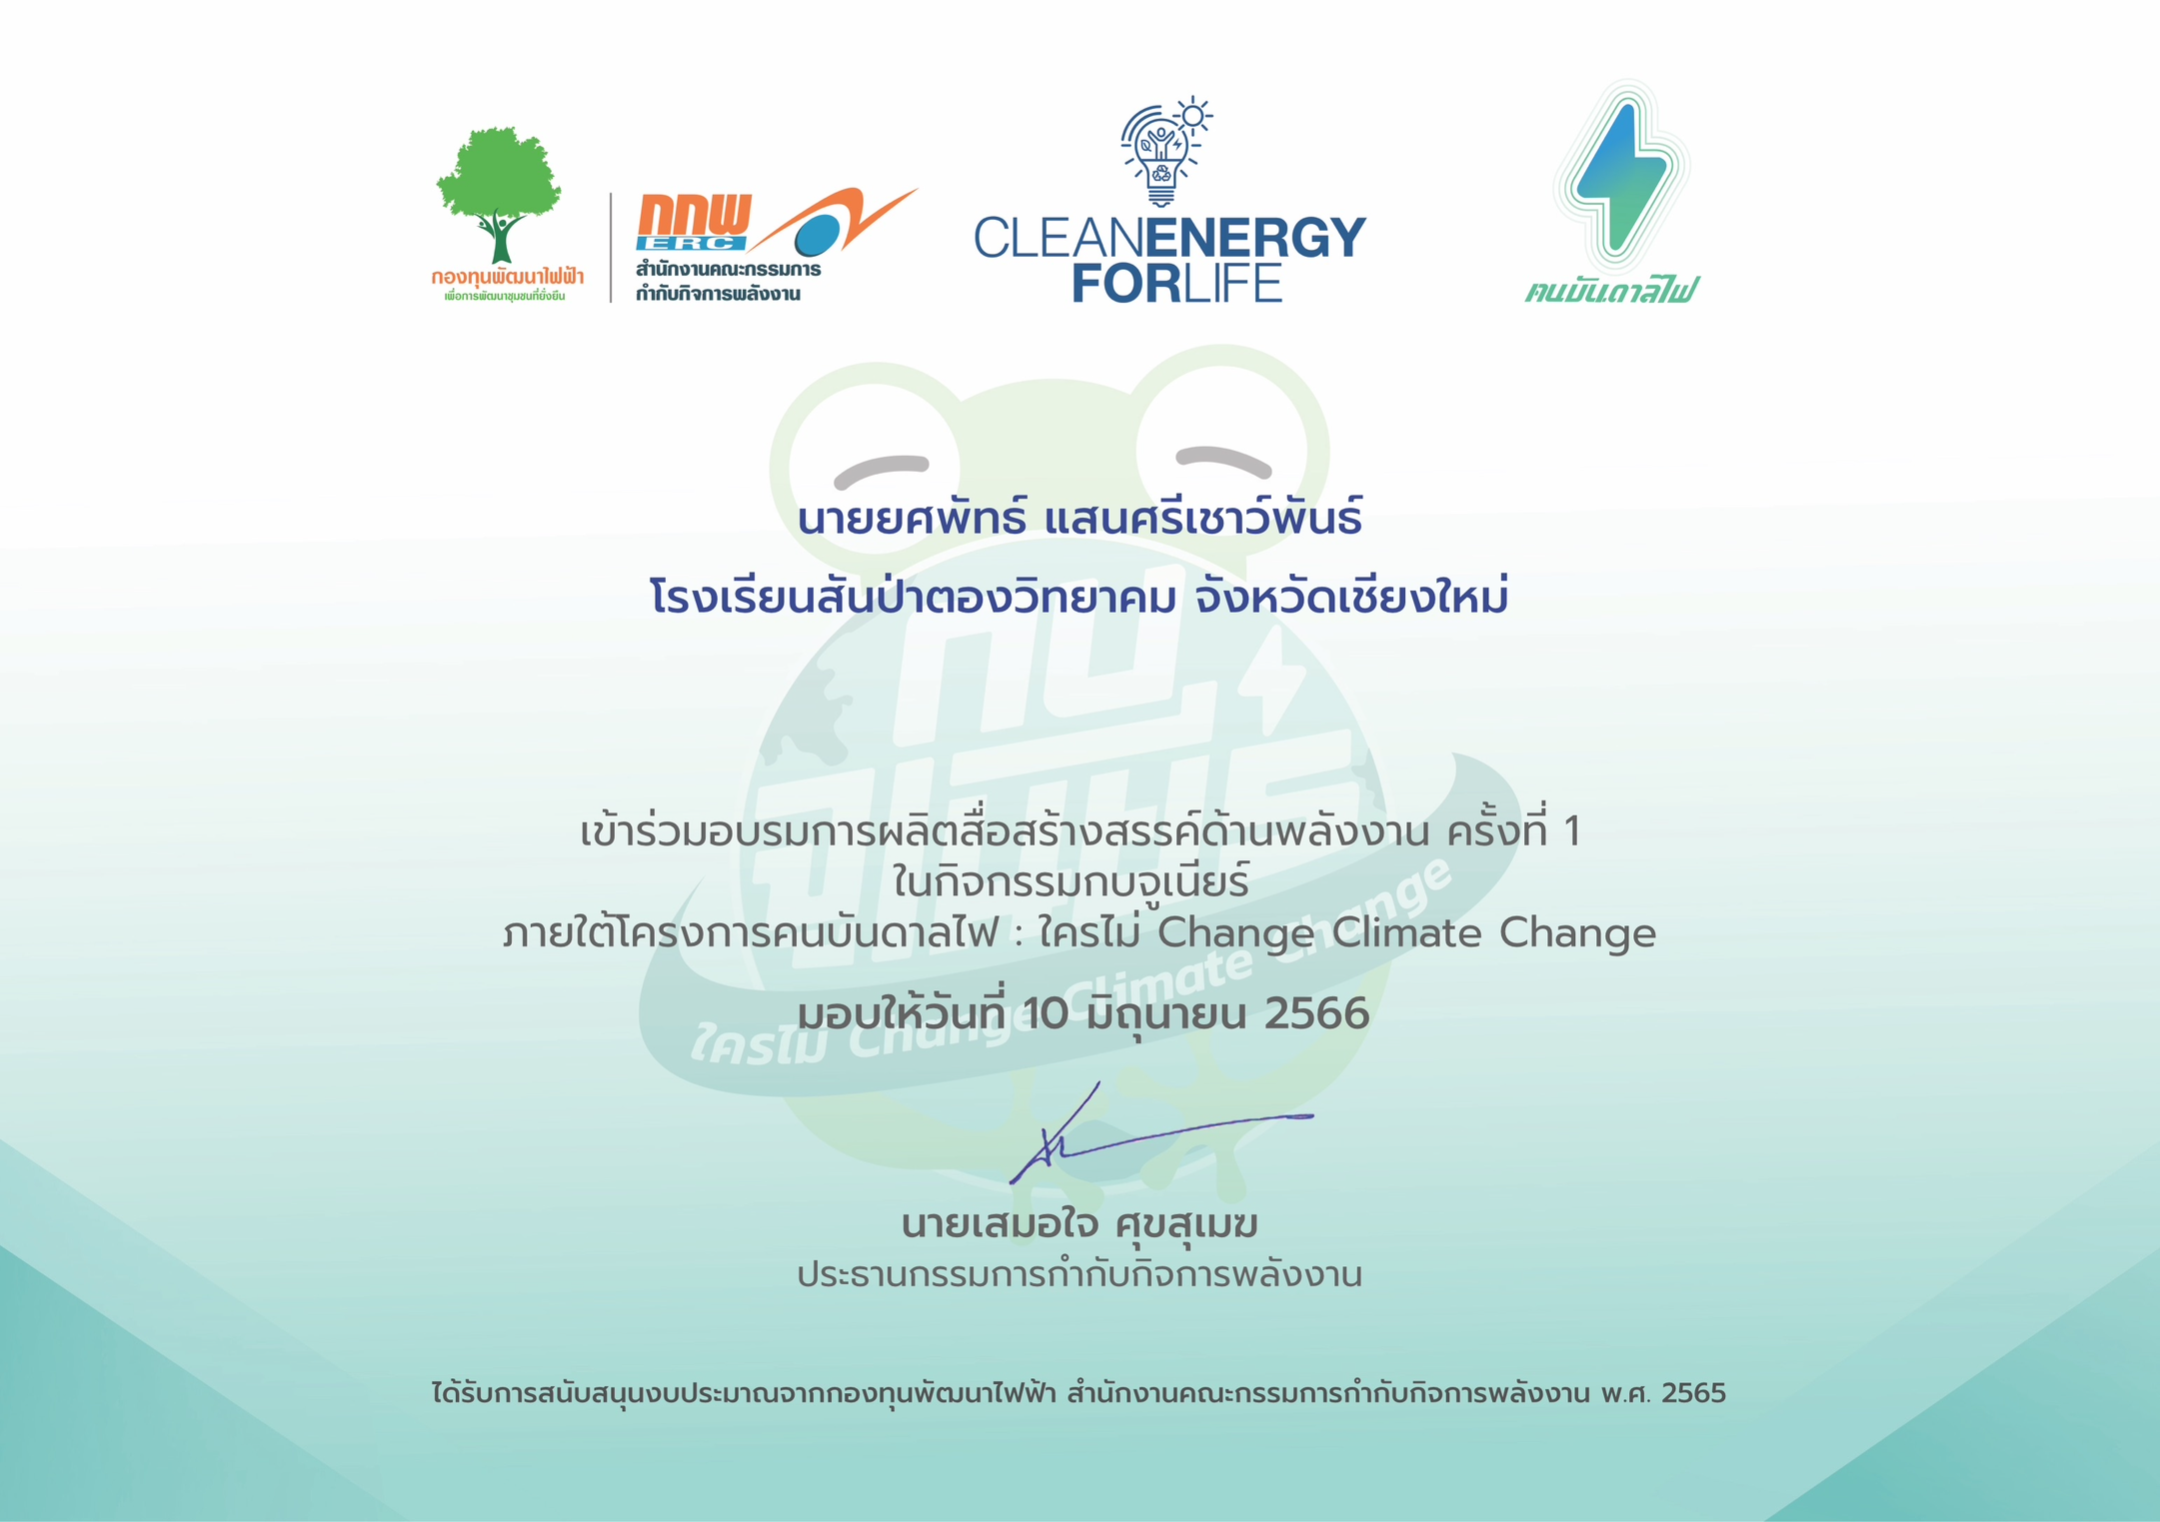 กองทุนพัฒนาไฟฟ้า
เพื่อการพัฒนาชุมชนที่ยั่งยืน
กกพ
ERC
สำนักงานคณะกรรมการ
กำกับกิจการพลังงาน
CLEANENERGY
FORLIFE
คนบันดาลไฟ
นายยศพัทธ์ แสนศรีเชาว์พันธ์
โรงเรียนสันป่าตองวิทยาคม จังหวัดเชียงใหม่
กบ
จูเนียร์
เข้าร่วมอบรมการผลิตสื่อสร้างสรรค์ด้านพลังงาน ครั้งที่ 1
ในกิจกรรมกบจูเนียร์
ภายใต้โครงการคนบันดาลไฟ : ใครไม่ Change Climate Change
ใครไม่ Change Climate Change
มอบให้วันที่ 10 มิถุนายน 2566
นายเสมอใจ ศุขสุเมฆ
ประธานกรรมการกำกับกิจการพลังงาน
ได้รับการสนับสนุนงบประมาณจากกองทุนพัฒนาไฟฟ้า สำนักงานคณะกรรมการกำกับกิจการพลังงาน พ.ศ. 2565